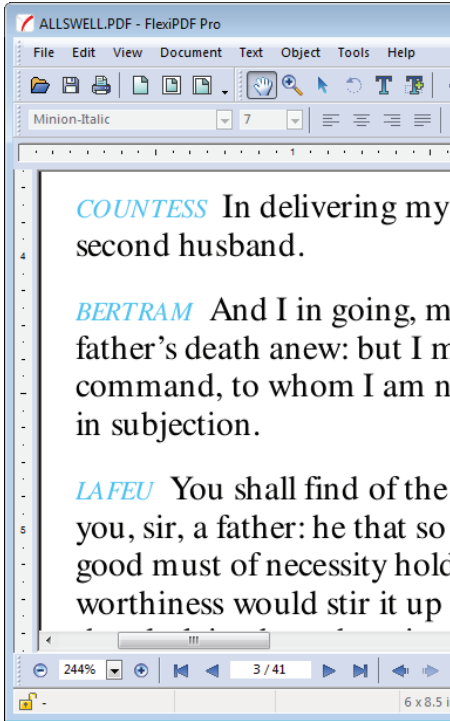 ALLSWELL.PDF - FlexiPDF Pro
File Edit View Document Text Object Tools Help
Minion-Italic 7
1
COUNTESS In delivering my
second husband.
4
BERTRAM And I in going, m
father's death anew: but I m
command, to whom I am n
in subjection.
LAFEU You shall find of the
5
you, sir, a father: he that so
good must of necessity hold
worthiness would stir it up
244% 3 / 41
- 6 x 8.5 i